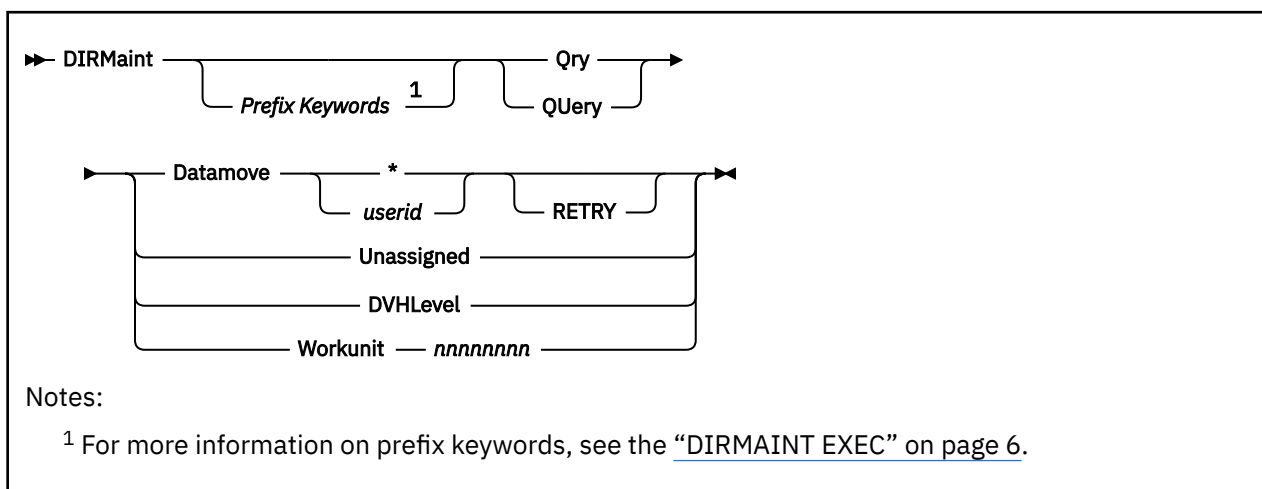 DIRMaint Qry
Prefix Keywords 1 QUery
Datamove *
userid RETRY
Unassigned
DVHLevel
Workunit nnnnnnnn
Notes:
1 For more information on prefix keywords, see the “DIRMAINT EXEC” on page 6.